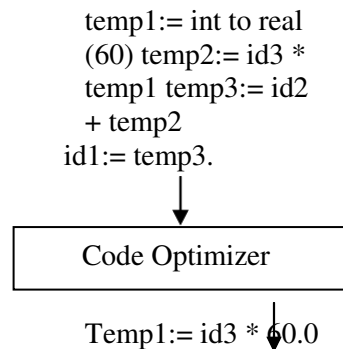 temp1:= int to real
(60) temp2:= id3 *
temp1 temp3:= id2
+ temp2
id1:= temp3.
Code Optimizer
Temp1:= id3 * 60.0